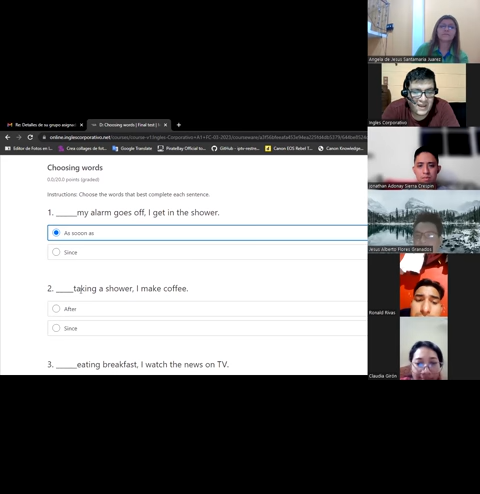 Re: Detalles de su grupo asignad
D: Choosing words | Final test |
online.inglescorporativo.net
Editor de Fotos en l...
Crea collages de fot...
Google Translate
PirateBay Official to...
GitHub - iptv-restre...
Canon EOS Rebel T...
Canon Knowledge...
Choosing words
0.0/20.0 points (graded)
Instructions: Choose the words that best complete each sentence.
1. _____my alarm goes off, I get in the shower.
As sooon as
Since
2. ____taking a shower, I make coffee.
After
Since
3. _____eating breakfast, I watch the news on TV.
Angela de Jesus Santamaria Juarez
Ingles Corporativo
Jonathan Adonay Sierra Crespin
Jesus Alberto Flores Granados
Ronald Rivas
Claudia Girón